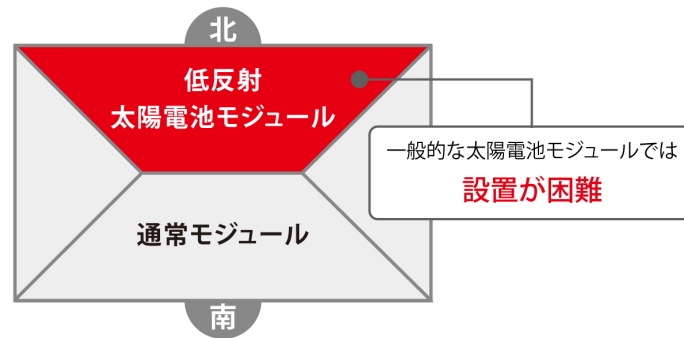 北
低反射
太陽電池モジュール
一般的な太陽電池モジュールでは
設置が困難
通常モジュール
南